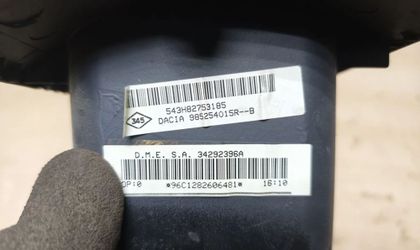 543H82753185
345
DACIA 985254015R--B
D.M.E. S.A. 34292396A
OP:0 *96C1282606481* 16:10